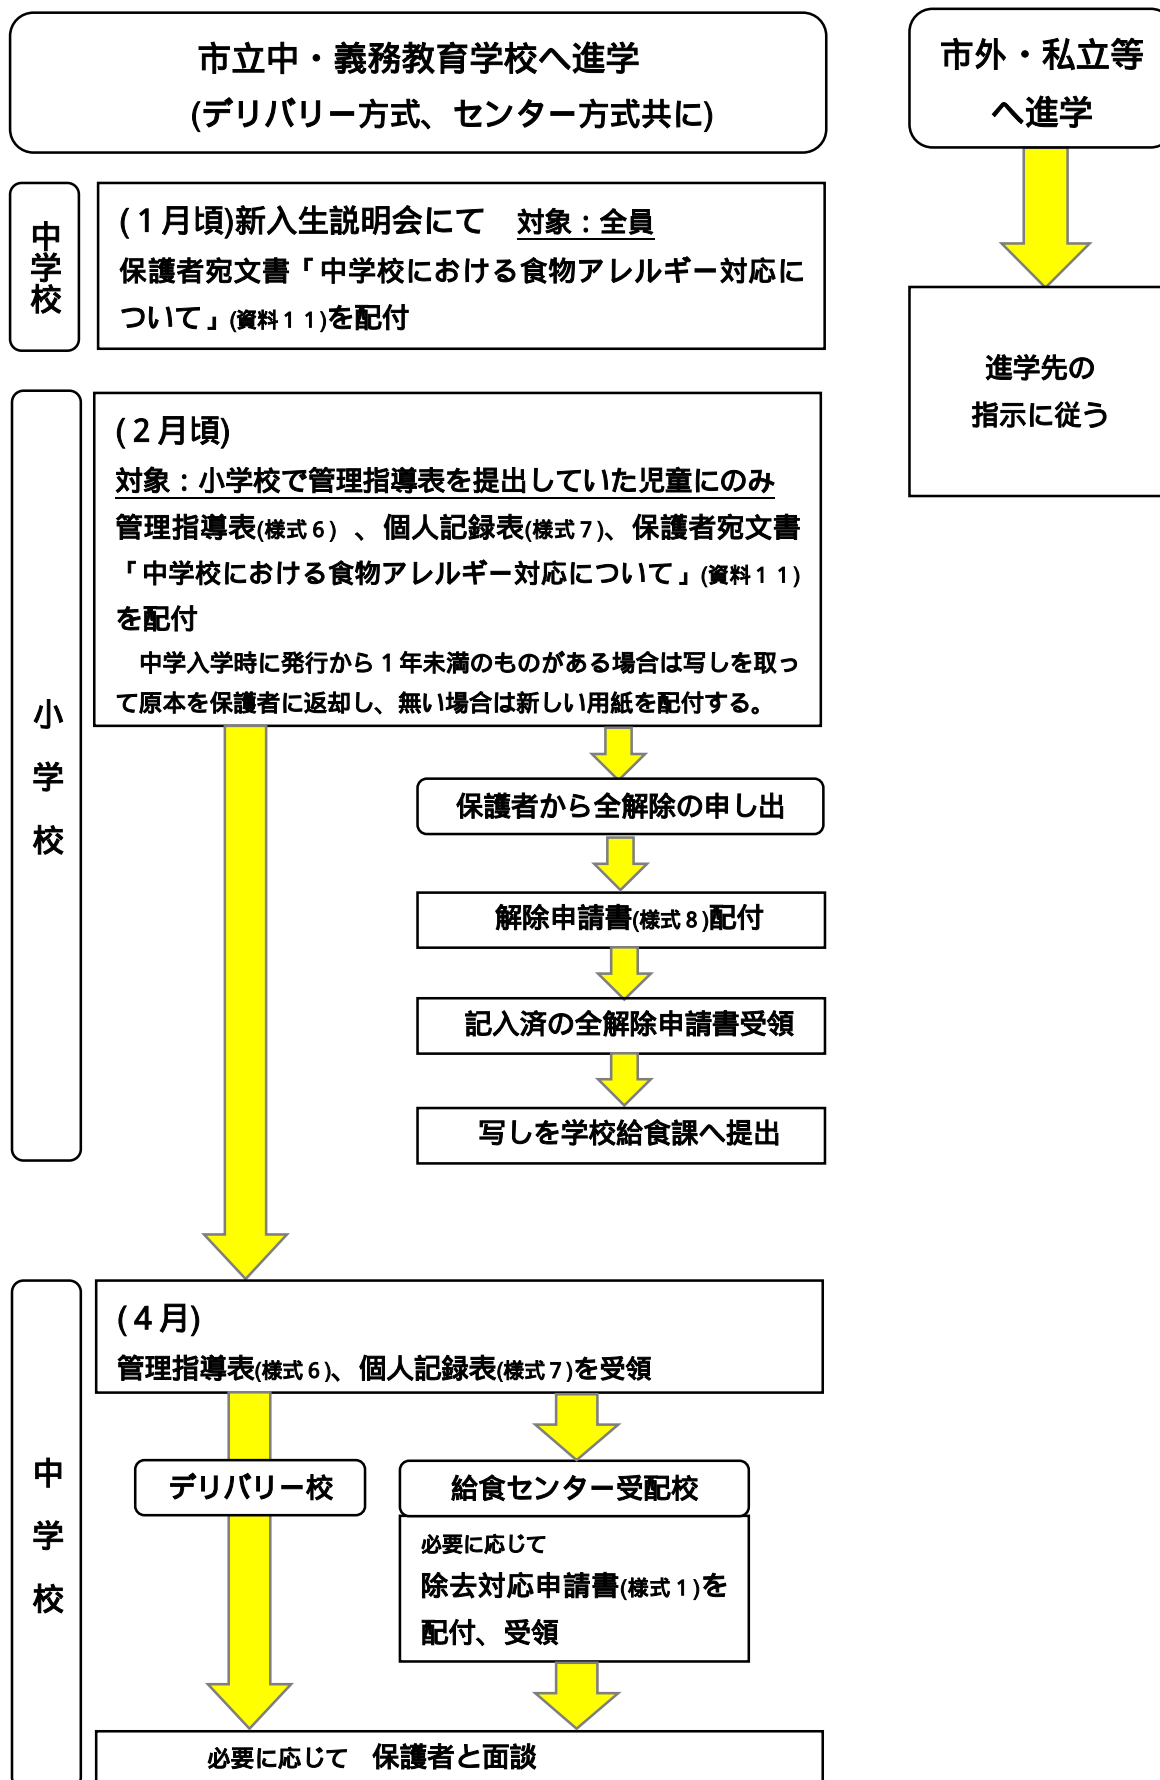 市立中・義務教育学校へ進学
(デリバリー方式、センター方式共に)
市外・私立等
へ進学
進学先の
指示に従う
中学校
(１月頃)新入生説明会にて　対象：全員
保護者宛文書「中学校における食物アレルギー対応に
ついて」(資料１１)を配付
小学校
(２月頃)
対象：小学校で管理指導表を提出していた児童にのみ
管理指導表(様式６) 、個人記録表(様式７)、保護者宛文書
「中学校における食物アレルギー対応について」(資料１１)
を配付
中学入学時に発行から１年未満のものがある場合は写しを取っ
て原本を保護者に返却し、無い場合は新しい用紙を配付する。
保護者から全解除の申し出
解除申請書(様式８)配付
記入済の全解除申請書受領
写しを学校給食課へ提出
中学校
(４月)
管理指導表(様式６)、個人記録表(様式７)を受領
デリバリー校
給食センター受配校
必要に応じて
除去対応申請書(様式１)を
配付、受領
必要に応じて　保護者と面談